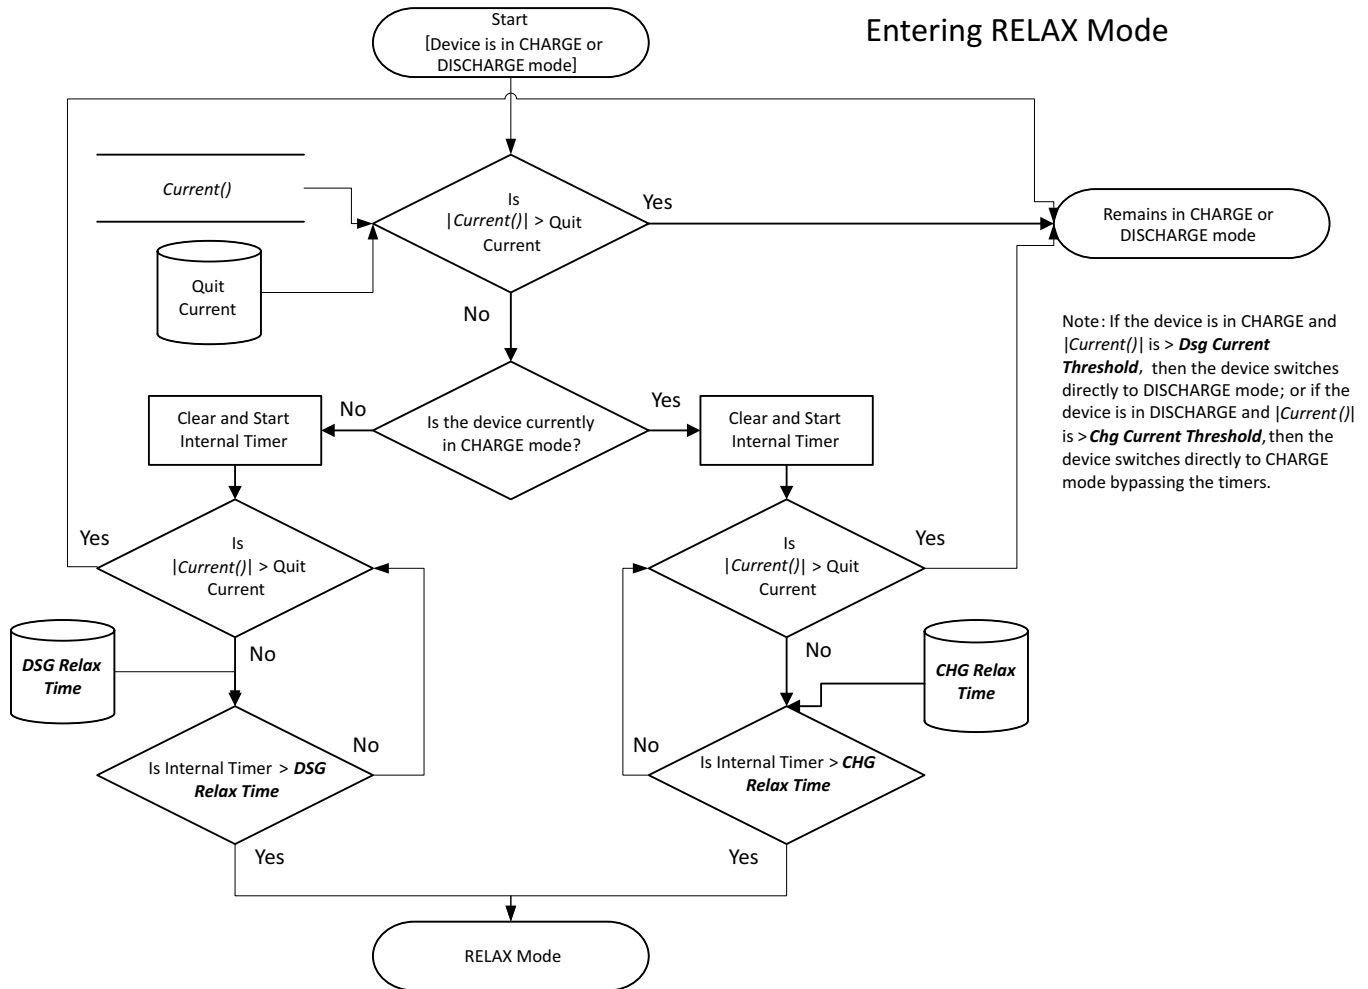 Start
[Device is in CHARGE or
DISCHARGE mode]
Entering RELAX Mode
Current()
Is
|Current()| > Quit
Current
Yes
Remains in CHARGE or
DISCHARGE mode
Quit
Current
No
Note: If the device is in CHARGE and
|Current()| is > Dsg Current
Threshold, then the device switches
directly to DISCHARGE mode; or if the
device is in DISCHARGE and |Current()|
is > Chg Current Threshold, then the
device switches directly to CHARGE
mode bypassing the timers.
Clear and Start
Internal Timer
No
Is the device currently
in CHARGE mode?
Yes
Clear and Start
Internal Timer
Yes
Is
|Current()| > Quit
Current
Is
|Current()| > Quit
Current
Yes
DSG Relax
Time
No
No
CHG Relax
Time
Is Internal Timer > DSG
Relax Time
No
No
Is Internal Timer > CHG
Relax Time
Yes
Yes
RELAX Mode